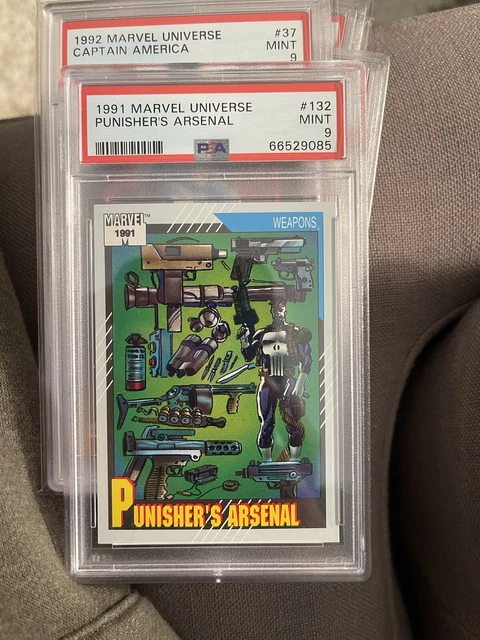 1992 MARVEL UNIVERSE #37
CAPTAIN AMERICA MINT
9
1991 MARVEL UNIVERSE #132
PUNISHER'S ARSENAL MINT
9
PSA 66529085
MARVEL™ WEAPONS
1991
PUNISHER'S ARSENAL